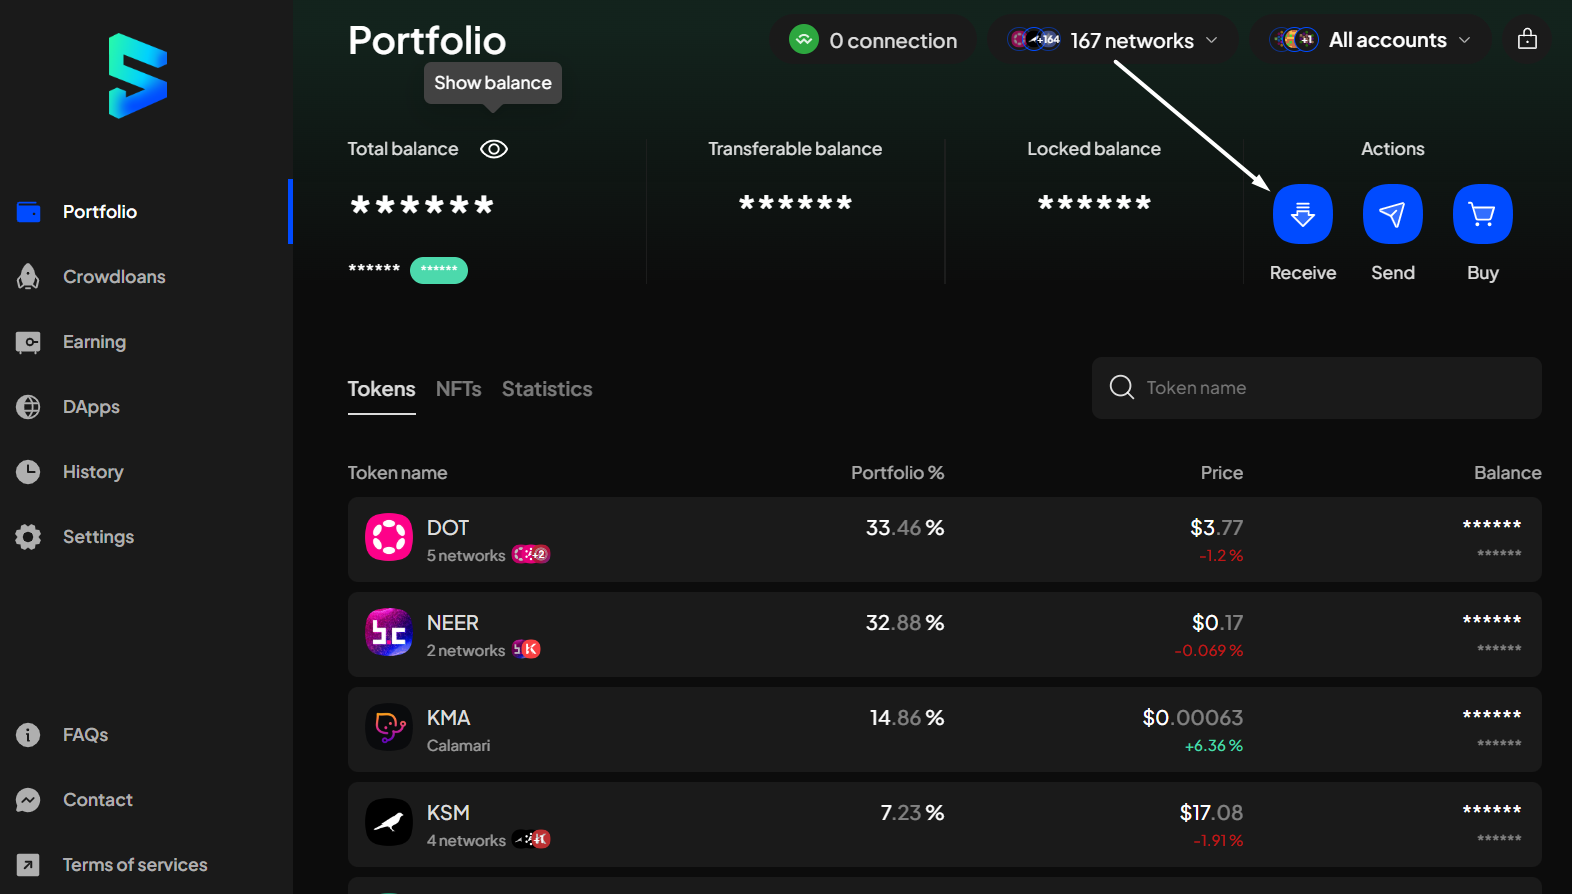 Portfolio
0 connection
+164
167 networks
+1
All accounts
Show balance
Total balance
Transferable balance
Locked balance
Actions
******
******
******
****** ******
Receive
Send
Buy
Portfolio
Crowdloans
Earning
DApps
History
Settings
FAQs
Contact
Terms of services
Tokens
NFTs
Statistics
Token name
Token name
Portfolio %
Price
Balance
DOT
33.46 %
$3.77
******
5 networks +2
-1.2 %
******
NEER
32.88 %
$0.17
******
2 networks
-0.069 %
******
KMA
14.86 %
$0.00063
******
Calamari
+6.36 %
******
KSM
7.23 %
$17.08
******
4 networks
-1.91 %
******